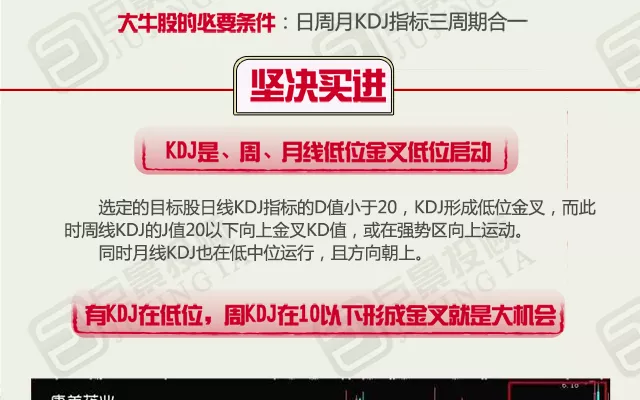 大牛股的必要条件：日周月KDJ指标三周期合一
坚决买进
KDJ是、周、月线低位金叉低位启动
选定的目标股日线KDJ指标的D值小于20，KDJ形成低位金叉，而此
时周线KDJ的J值20以下向上金叉KD值，或在强势区向上运动。
同时月线KDJ也在低中位运行，且方向朝上。
有KDJ在低位，周KDJ在10以下形成金叉就是大机会
6.16